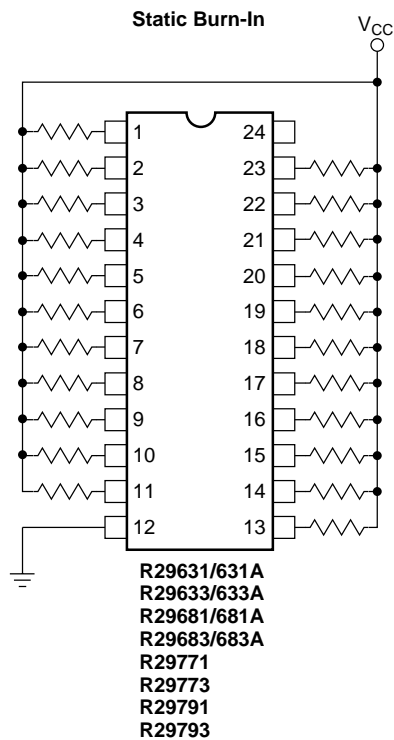 Static Burn-In
VCC
1 24
2 23
3 22
4 21
5 20
6 19
7 18
8 17
9 16
10 15
11 14
12 13
R29631/631A
R29633/633A
R29681/681A
R29683/683A
R29771
R29773
R29791
R29793